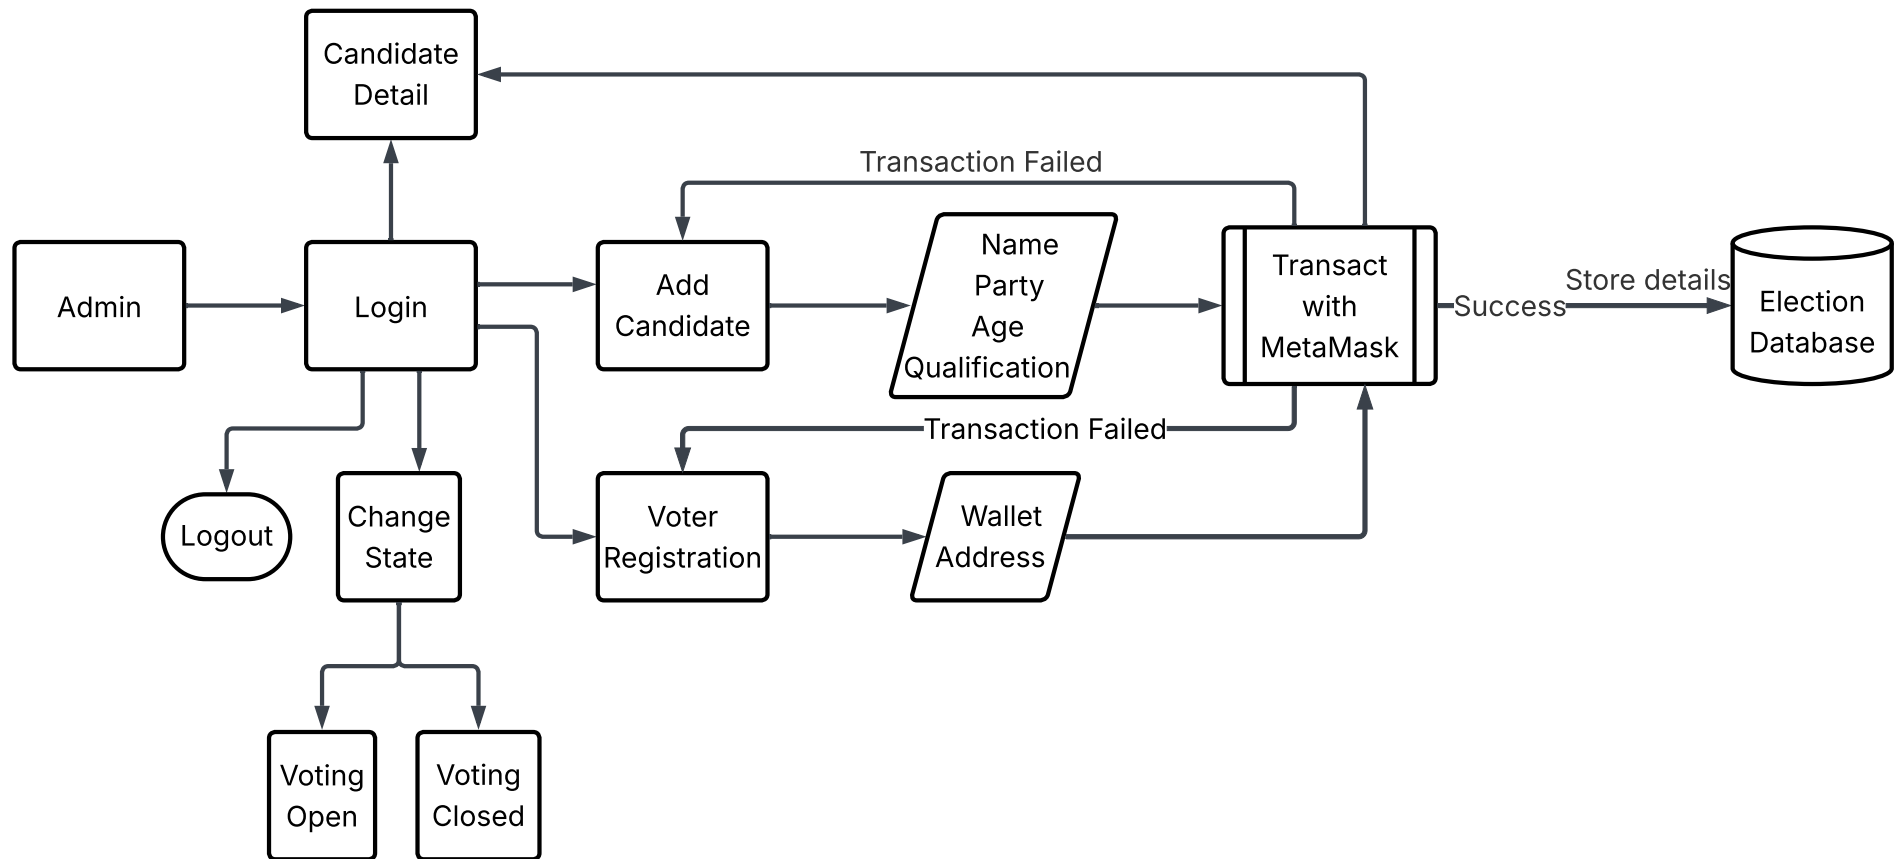 Candidate
Detail
Transaction Failed
Admin
Login
Add
Candidate
Name
Party
Age
Qualification
Transact
with
MetaMask
Success
Store details
Election
Database
Transaction Failed
Logout
Change
State
Voter
Registration
Wallet
Address
Voting
Open
Voting
Closed